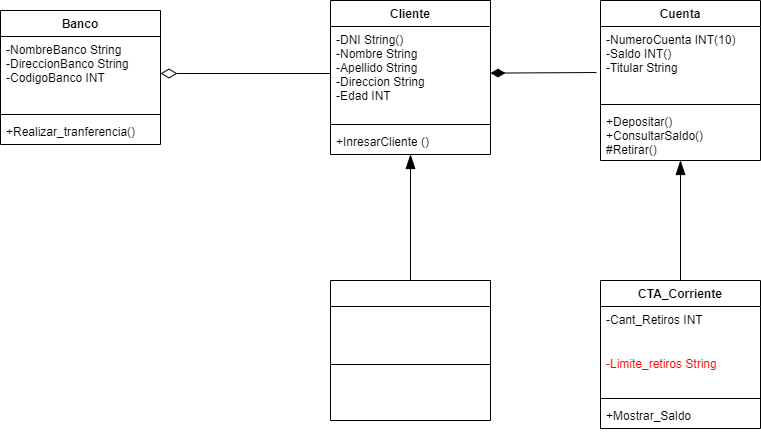 Banco
-NombreBanco String
-DireccionBanco String
-CodigoBanco INT
+Realizar_tranferencia()
Cliente
-DNI String()
-Nombre String
-Apellido String
-Direccion String
-Edad INT
+InresarCliente ()
Cuenta
-NumeroCuenta INT(10)
-Saldo INT()
-Titular String
+Depositar()
+ConsultarSaldo()
#Retirar()
CTA_Corriente
-Cant_Retiros INT
-Limite_retiros String
+Mostrar_Saldo